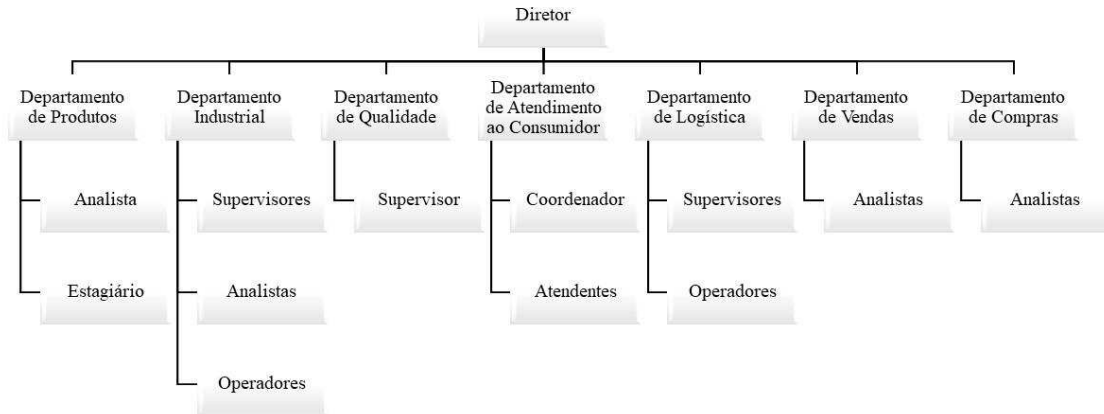 Diretor
Departamento
de Produtos
Departamento
Industrial
Departamento
de Qualidade
Departamento
de Atendimento
ao Consumidor
Departamento
de Logística
Departamento
de Vendas
Departamento
de Compras
Analista
Supervisores
Supervisor
Coordenador
Supervisores
Analistas
Analistas
Estagiário
Analistas
Atendentes
Operadores
Operadores